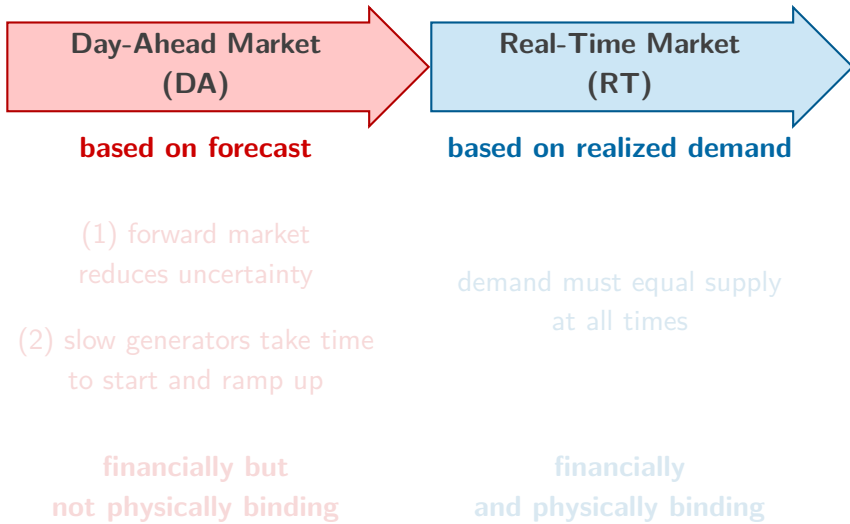 Day-Ahead Market
(DA)
Real-Time Market
(RT)
based on forecast
based on realized demand
(1) forward market
reduces uncertainty
demand must equal supply
at all times
(2) slow generators take time
to start and ramp up
financially but
not physically binding
financially
and physically binding